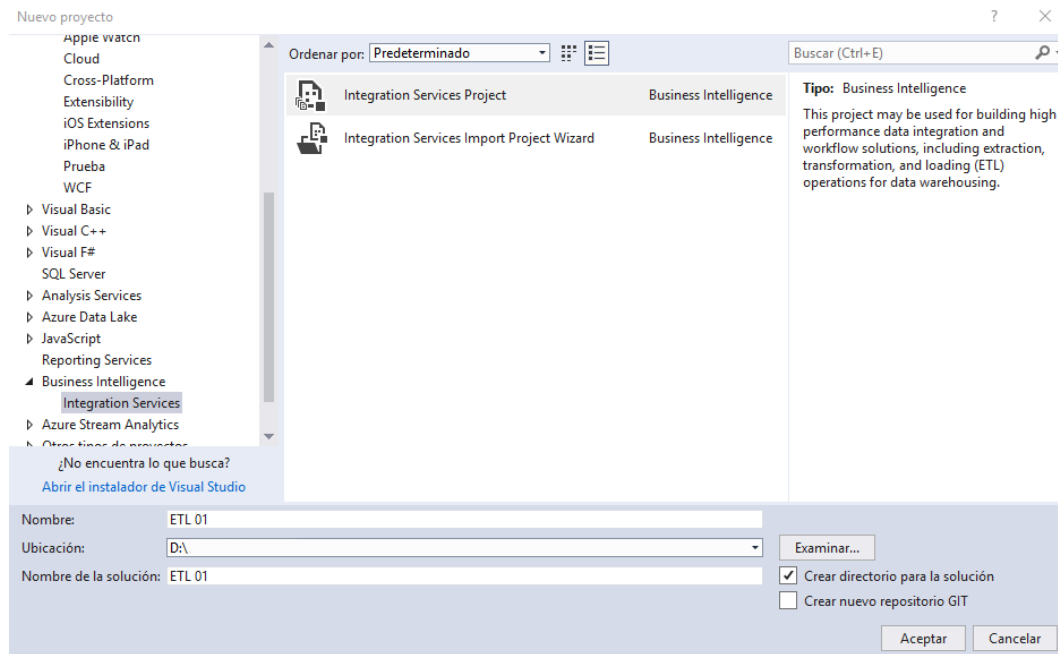 Nuevo proyecto
?
Apple Watch
Cloud
Cross-Platform
Extensibility
iOS Extensions
iPhone & iPad
Prueba
WCF
Visual Basic
Visual C++
Visual F#
SQL Server
Analysis Services
Azure Data Lake
JavaScript
Reporting Services
Business Intelligence
Integration Services
Azure Stream Analytics
Otros tipos de proyectos
¿No encuentra lo que busca?
Abrir el instalador de Visual Studio
Ordenar por: Predeterminado
Integration Services Project Business Intelligence
Integration Services Import Project Wizard Business Intelligence
Buscar (Ctrl+E)
Tipo: Business Intelligence
This project may be used for building high
performance data integration and
workflow solutions, including extraction,
transformation, and loading (ETL)
operations for data warehousing.
Nombre: ETL 01
Ubicación: D:\
Examinar...
Nombre de la solución: ETL 01
Crear directorio para la solución
Crear nuevo repositorio GIT
Aceptar Cancelar